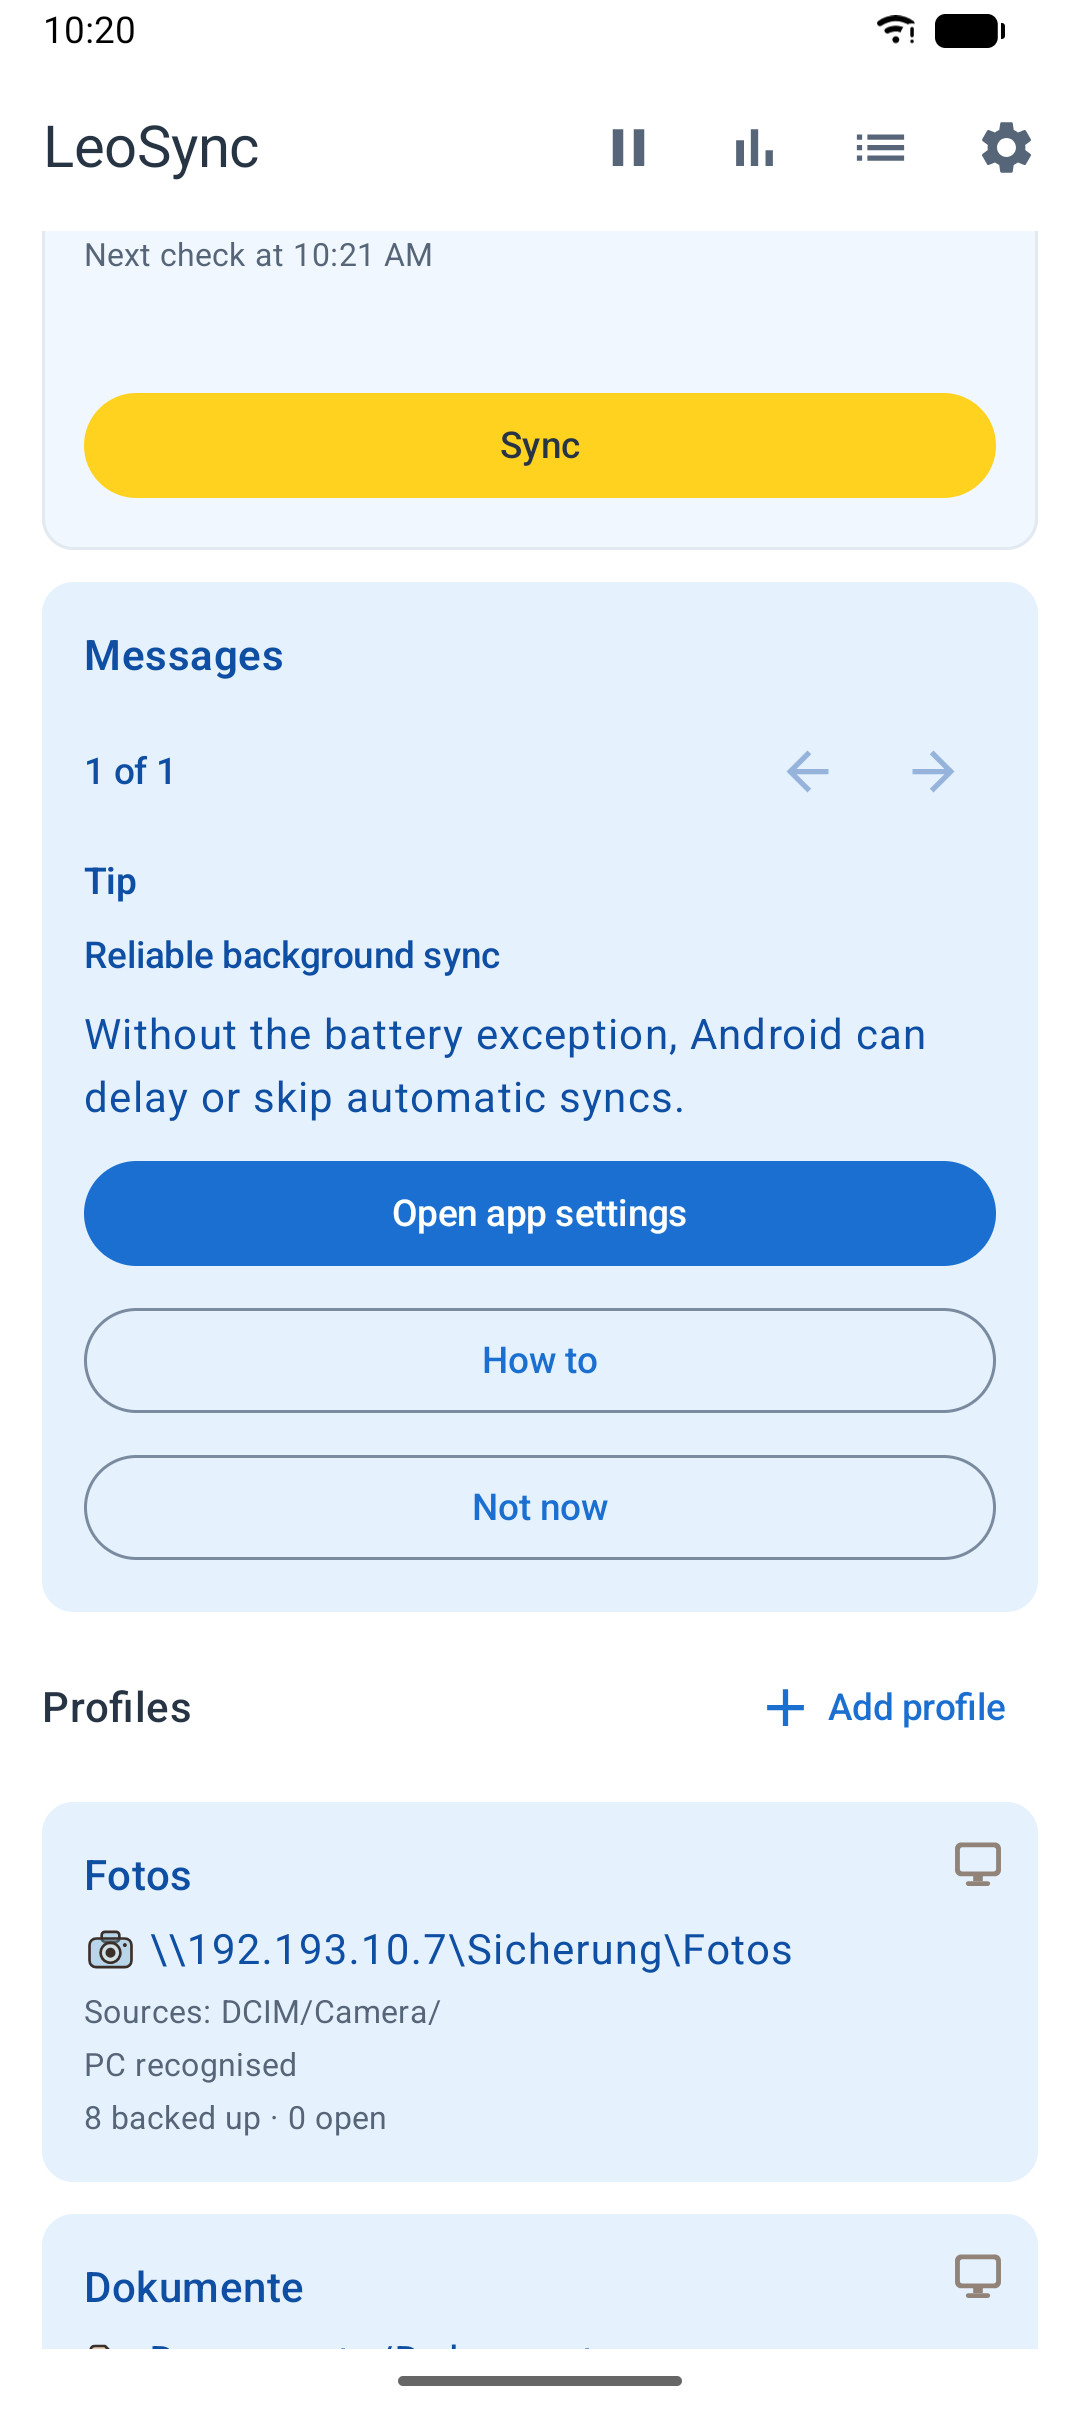 10:20
LeoSync
Next check at 10:21 AM
Sync
Messages
1 of 1
Tip
Reliable background sync
Without the battery exception, Android can
delay or skip automatic syncs.
Open app settings
How to
Not now
Profiles
Add profile
Fotos
\\192.193.10.7\Sicherung\Fotos
Sources: DCIM/Camera/
PC recognised
8 backed up · 0 open
Dokumente